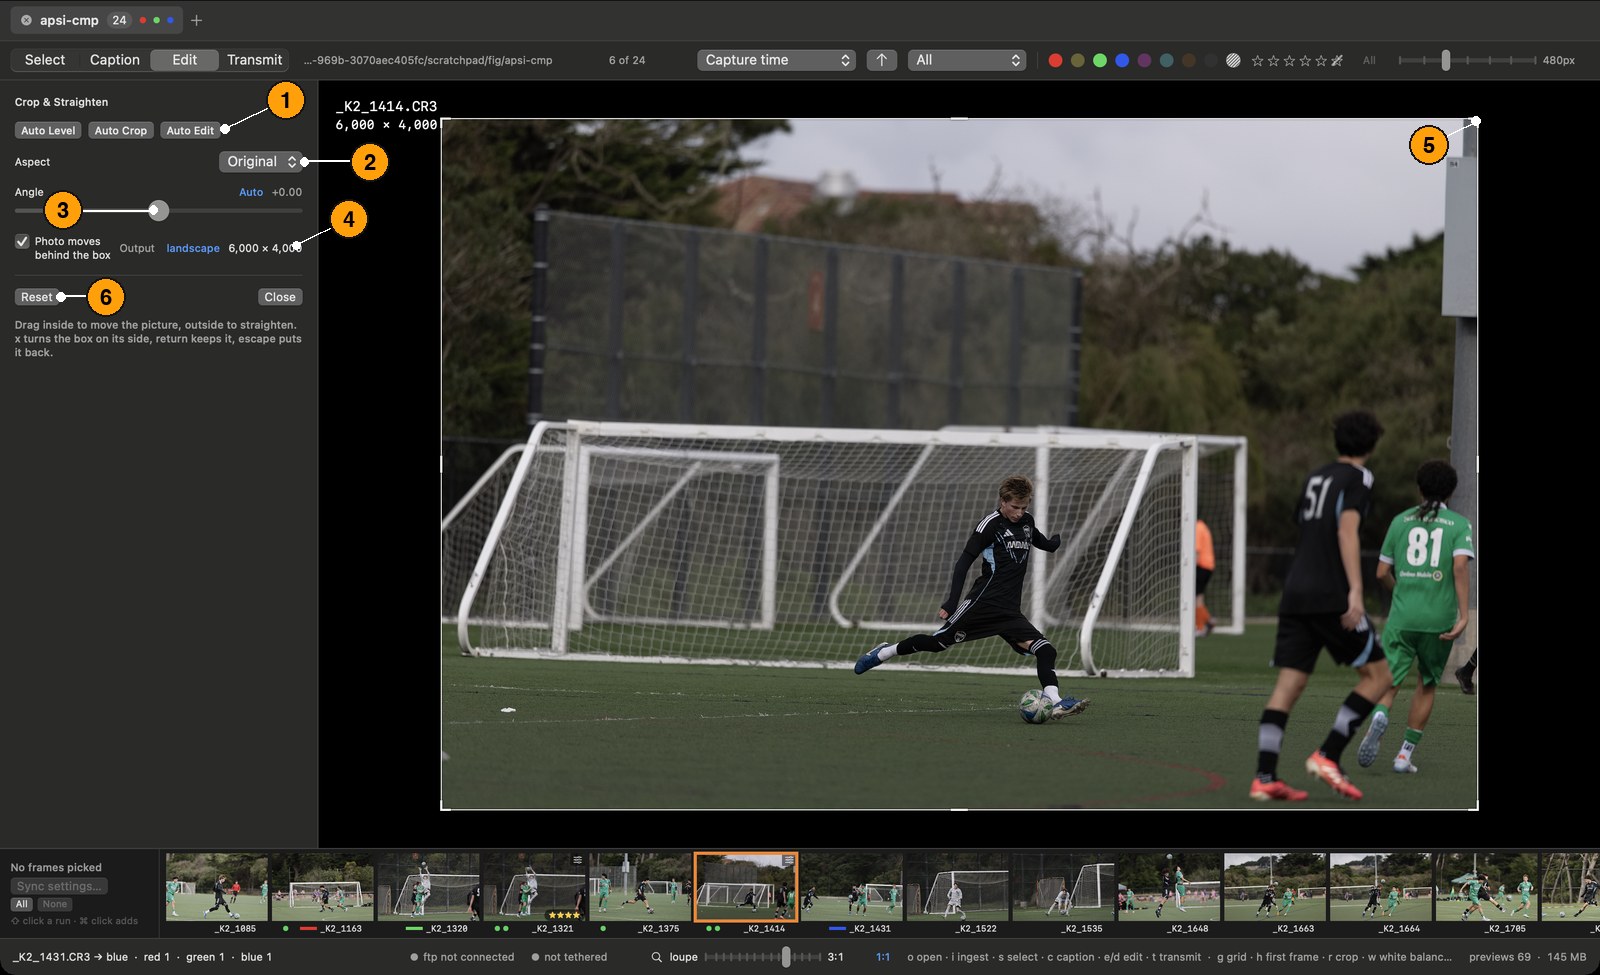 apsi-cmp 24
Select Caption Edit Transmit ...-969b-3070aec405fc/scratchpad/fig/apsi-cmp 6 of 24 Capture time All All 480px
Crop & Straighten
1
Auto Level Auto Crop Auto Edit
Aspect Original
2
Angle Auto +0.00
3
4
Photo moves behind the box
Output landscape 6,000 × 4,000
Reset Close
6
Drag inside to move the picture, outside to straighten.
x turns the box on its side, return keeps it, escape puts
it back.
_K2_1414.CR3
6,000 × 4,000
5
51
81
No frames picked
Sync settings...
All None
⇧ click a run · ⌘ click adds
★★★★
_K2_1085 _K2_1163 _K2_1320 _K2_1321 _K2_1375 _K2_1414 _K2_1431 _K2_1522 _K2_1535 _K2_1648 _K2_1663 _K2_1664 _K2_1705
_K2_1431.CR3 → blue · red 1 · green 1 · blue 1 ftp not connected not tethered loupe 3:1 1:1 o open · i ingest · s select · c caption · e/d edit · t transmit · g grid · h first frame · r crop · w white balanc... previews 69 · 145 MB